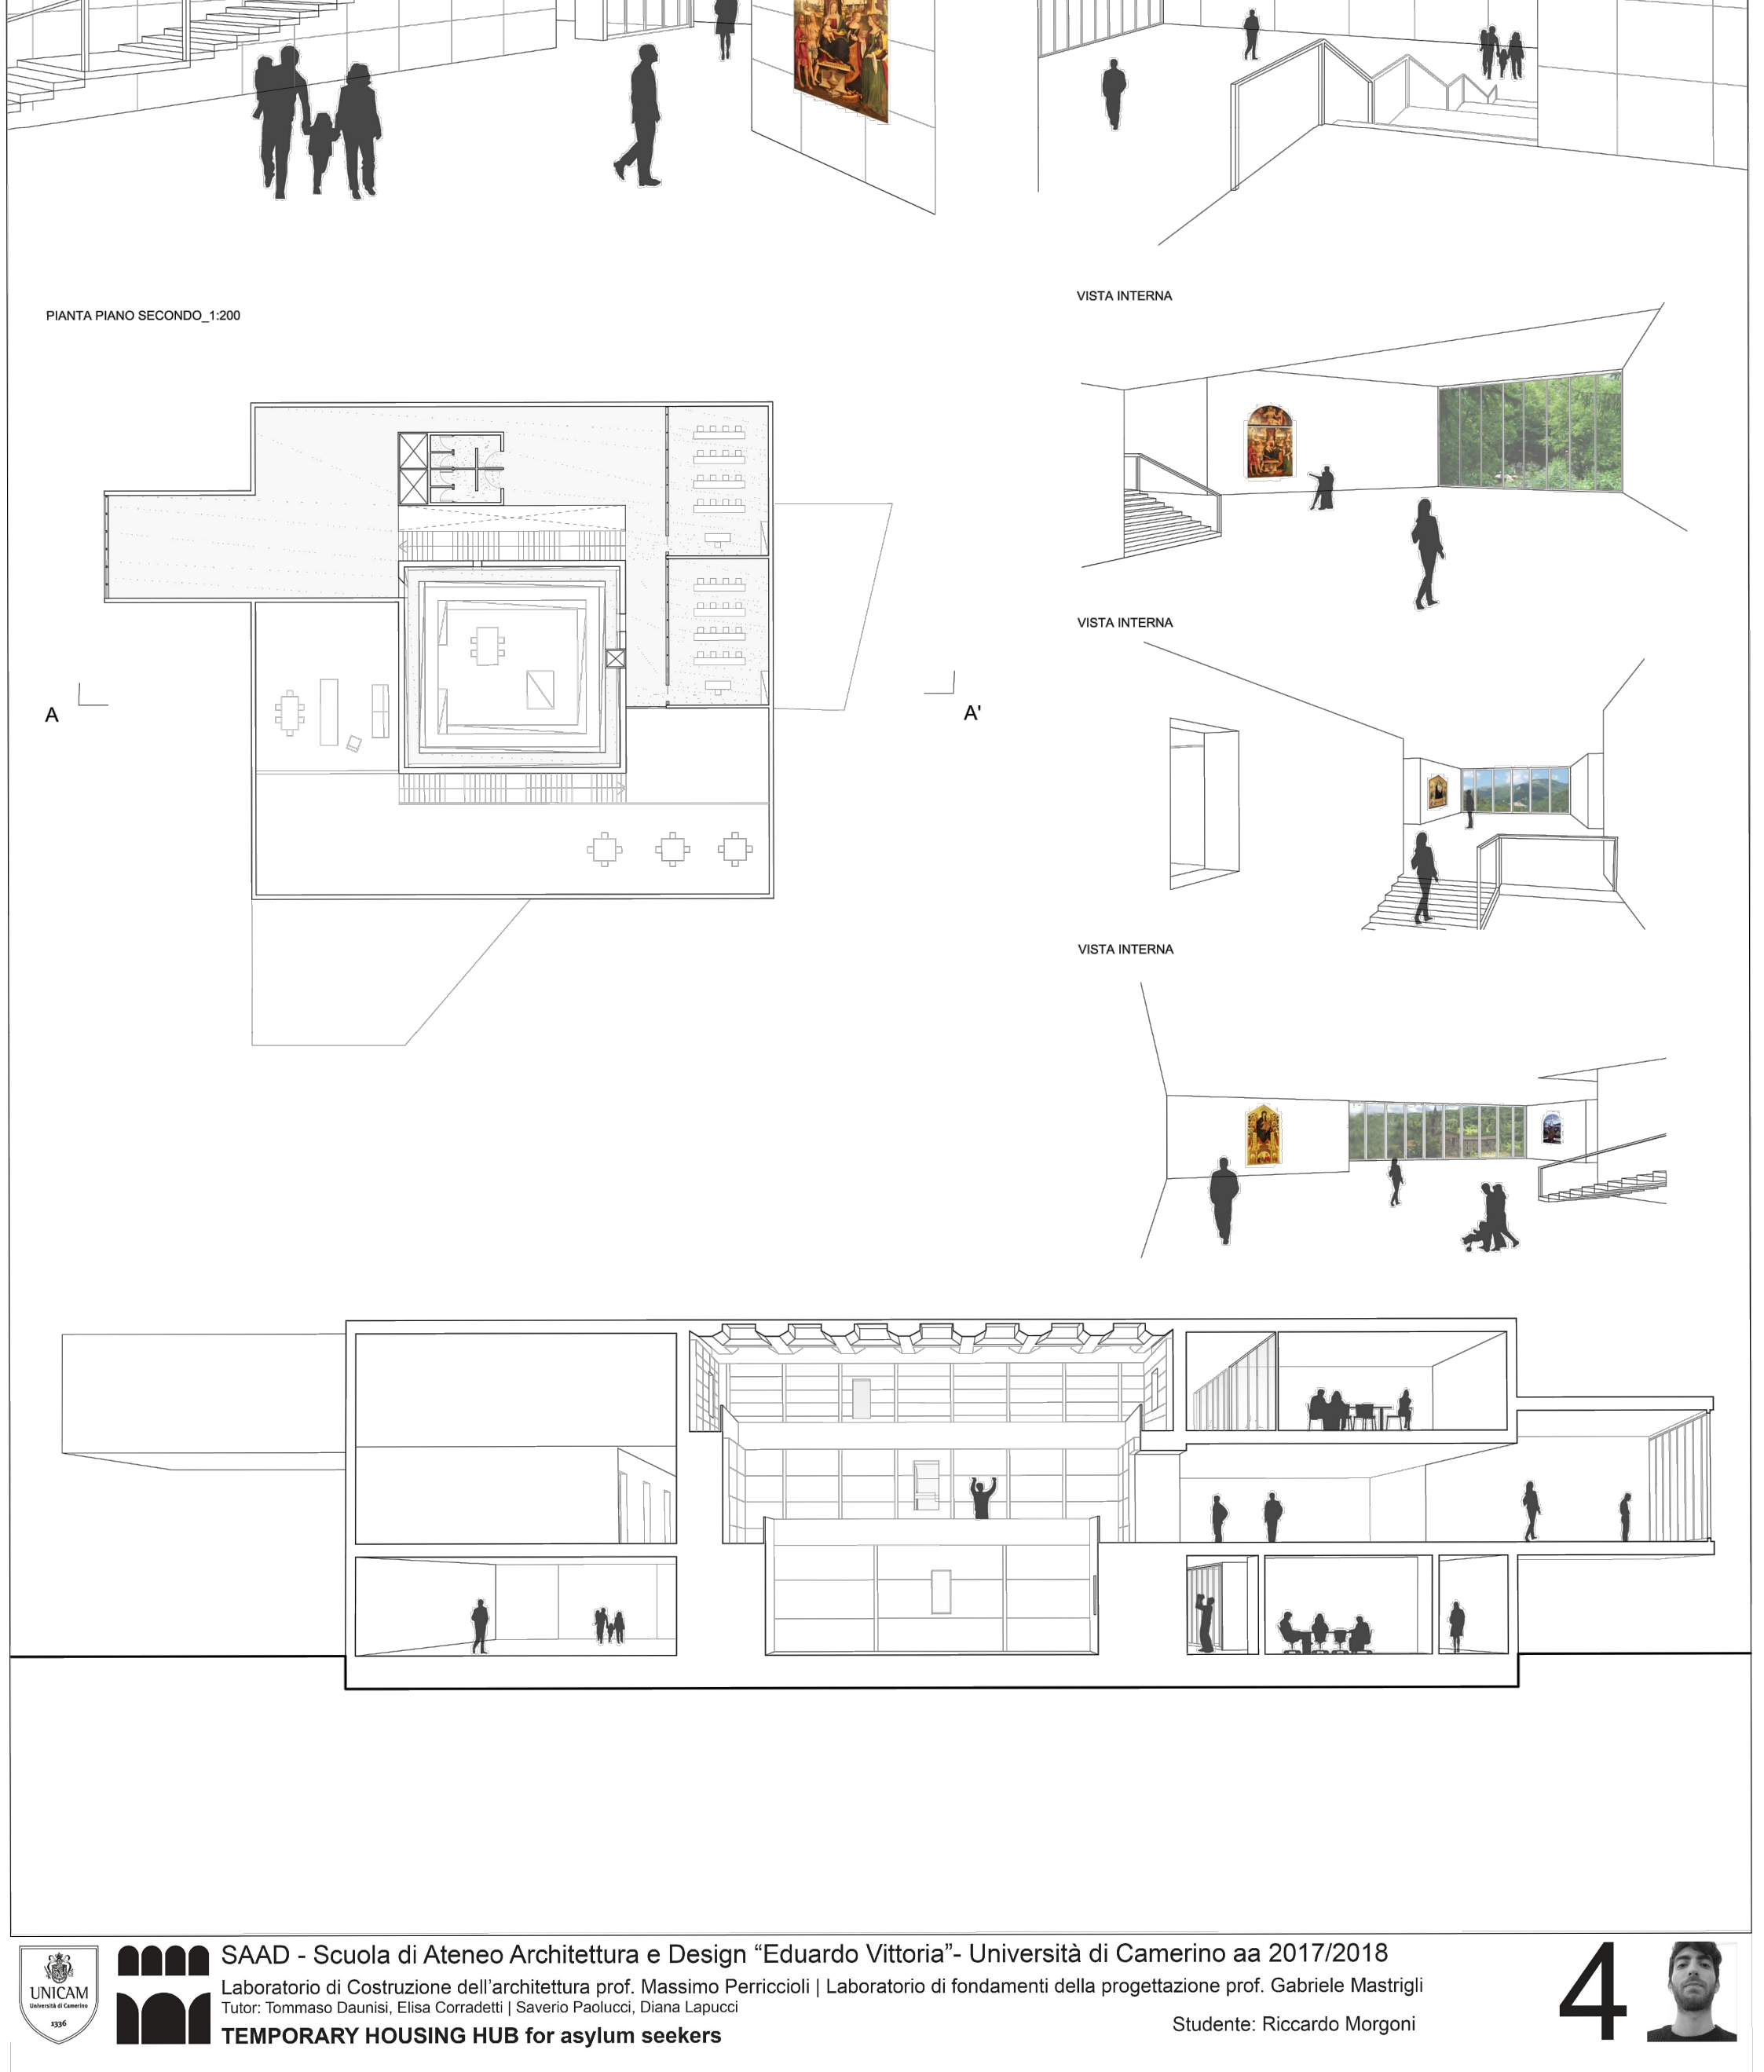 PIANTA PIANO SECONDO_1:200
VISTA INTERNA
VISTA INTERNA
A
A'
VISTA INTERNA
UNICAM
Università di Camerino
1336
SAAD - Scuola di Ateneo Architettura e Design “Eduardo Vittoria”- Università di Camerino aa 2017/2018
Laboratorio di Costruzione dell’architettura prof. Massimo Perriccioli | Laboratorio di fondamenti della progettazione prof. Gabriele Mastrigli
Tutor: Tommaso Daunisi, Elisa Corradetti | Saverio Paolucci, Diana Lapucci
TEMPORARY HOUSING HUB for asylum seekers
Studente: Riccardo Morgoni
4